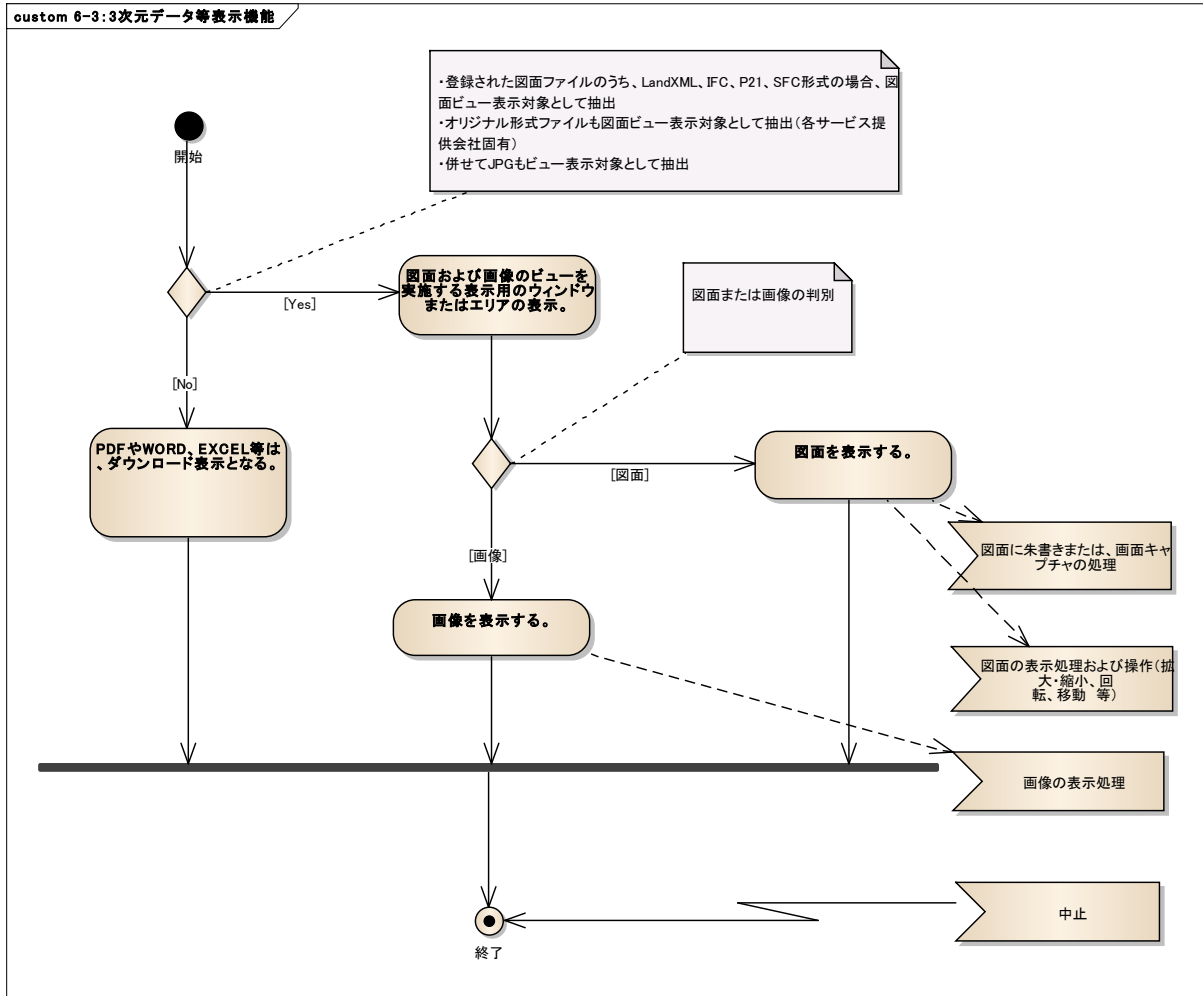 custom 6-3:3次元データ等表示機能
・登録された図面ファイルのうち、LandXML、IFC、P21、SFC形式の場合、図
面ビュー表示対象として抽出
・オリジナル形式ファイルも図面ビュー表示対象として抽出(各サービス提
供会社固有)
・併せてJPGもビュー表示対象として抽出
開始
図面および画像のビューを
実施する表示用のウィンドウ
またはエリアの表示。
図面または画像の判別
[Yes]
[No]
PDFやWORD、EXCEL等は
、ダウンロード表示となる。
図面を表示する。
[図面]
図面に朱書きまたは、画面キャ
プチャの処理
[画像]
画像を表示する。
図面の表示処理および操作(拡
大・縮小、回
転、移動 等)
画像の表示処理
中止
終了